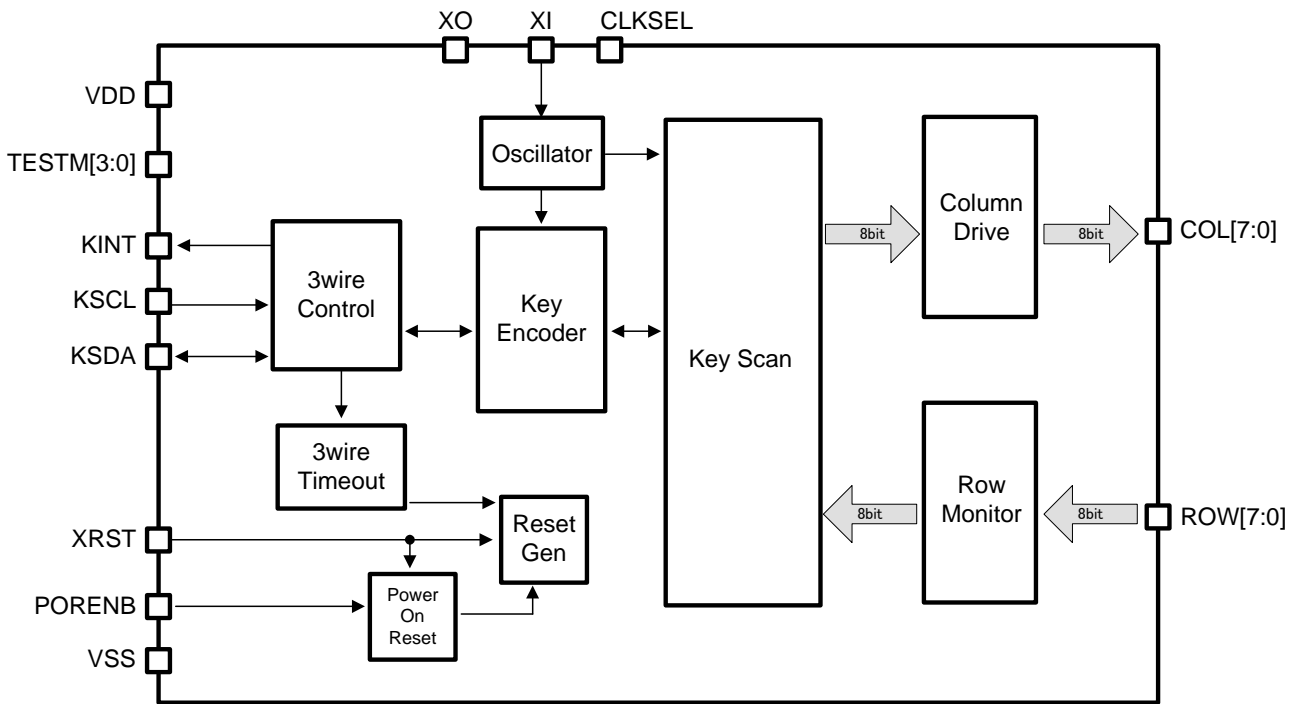 XO XI CLKSEL
VDD
TESTM[3:0]
KINT
KSCL
KSDA
XRST
PORENB
VSS
Oscillator
3wire
Control
Key
Encoder
Key Scan
3wire
Timeout
Reset
Gen
Power
On
Reset
8bit
Column
Drive
8bit
COL[7:0]
8bit
Row
Monitor
8bit
ROW[7:0]